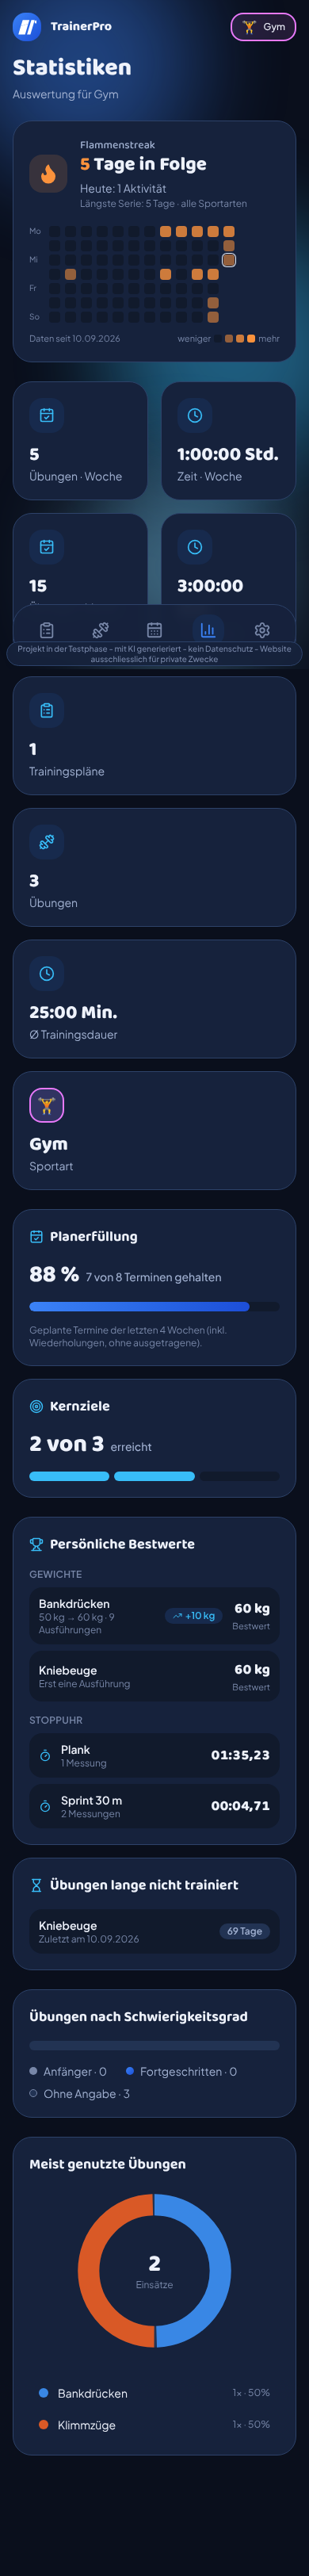 TrainerPro
Gym
Statistiken
Auswertung für Gym
Flammenstreak
5 Tage in Folge
Heute: 1 Aktivität
Längste Serie: 5 Tage · alle Sportarten
Mo
Mi
Fr
So
Daten seit 10.09.2026
weniger
mehr
5
Übungen · Woche
1:00:00 Std.
Zeit · Woche
15
3:00:00
Projekt in der Testphase – mit KI generieriert – kein Datenschutz – Website
ausschliesslich für private Zwecke
1
Trainingspläne
3
Übungen
25:00 Min.
Ø Trainingsdauer
Gym
Sportart
Planerfüllung
88 % 7 von 8 Terminen gehalten
Geplante Termine der letzten 4 Wochen (inkl.
Wiederholungen, ohne ausgetragene).
Kernziele
2 von 3 erreicht
Persönliche Bestwerte
GEWICHTE
Bankdrücken
50 kg → 60 kg · 9
Ausführungen
+10 kg
60 kg
Bestwert
Kniebeuge
Erst eine Ausführung
60 kg
Bestwert
STOPPUHR
Plank
1 Messung
01:35,23
Sprint 30 m
2 Messungen
00:04,71
Übungen lange nicht trainiert
Kniebeuge
Zuletzt am 10.09.2026
69 Tage
Übungen nach Schwierigkeitsgrad
Anfänger · 0
Fortgeschritten · 0
Ohne Angabe · 3
Meist genutzte Übungen
2
Einsätze
Bankdrücken
1× · 50%
Klimmzüge
1× · 50%